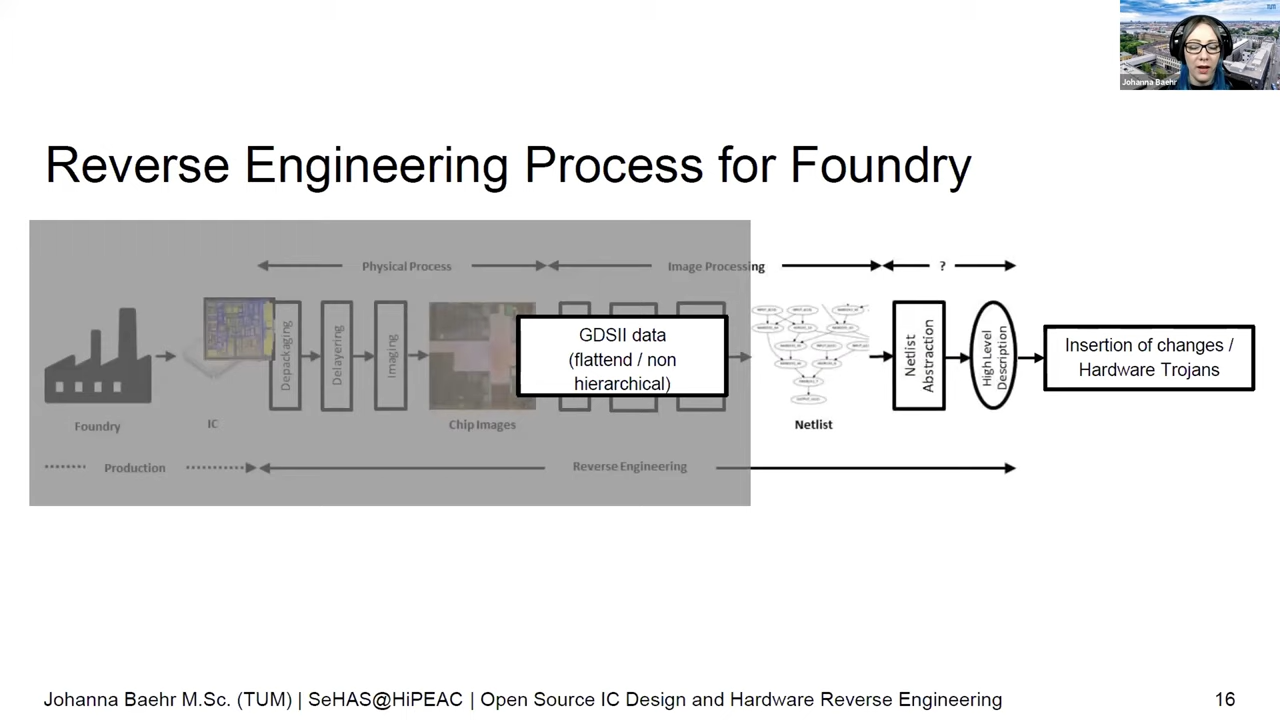 TUM
Johanna Baehr
Reverse Engineering Process for Foundry
Physical Process
Image Processing
?
Depackaging
Delayering
Imaging
GDSII data
(flattend / non
hierarchical)
Netlist
Abstraction
High Level
Description
Insertion of changes /
Hardware Trojans
Foundry
IC
Chip Images
Netlist
Production
Reverse Engineering
Johanna Baehr M.Sc. (TUM) | SeHAS@HiPEAC | Open Source IC Design and Hardware Reverse Engineering
16